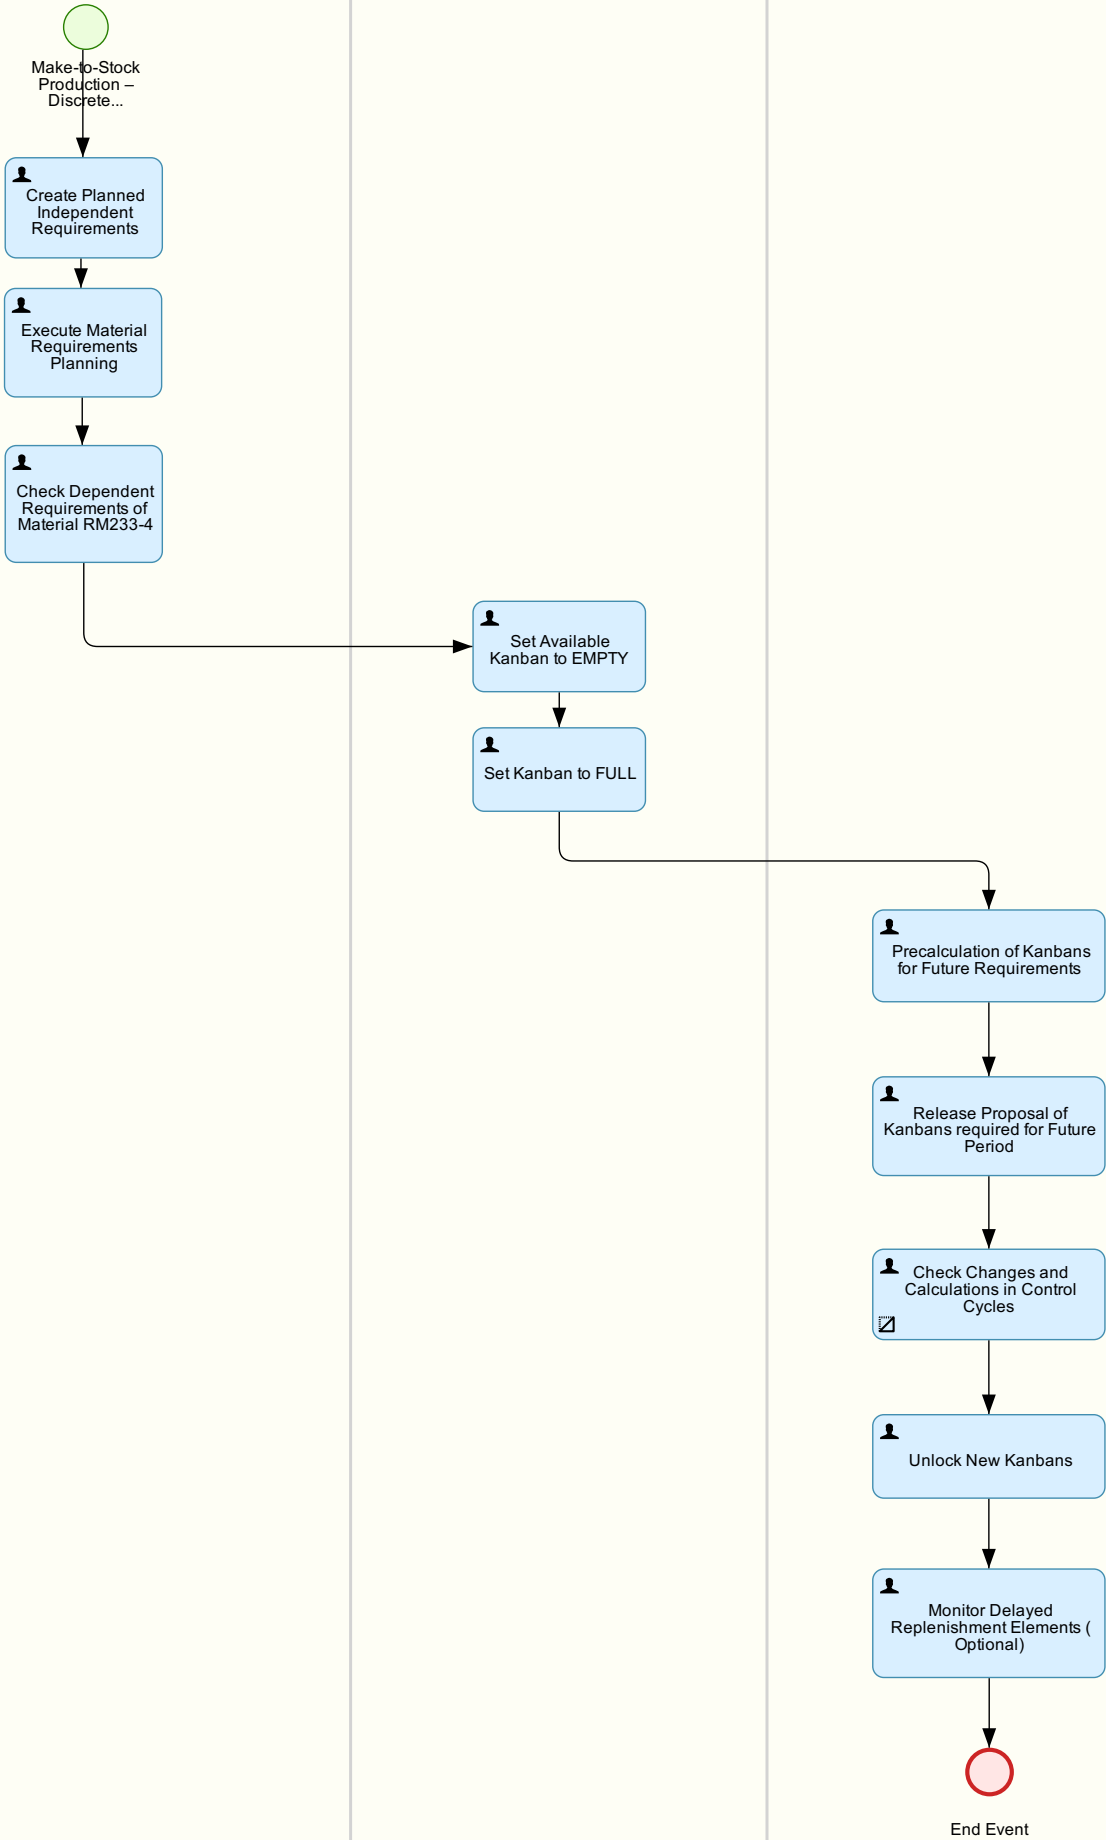 Make-to-Stock
Production –
Discrete...
Create Planned
Independent
Requirements
Execute Material
Requirements
Planning
Check Dependent
Requirements of
Material RM233-4
Set Available
Kanban to EMPTY
Set Kanban to FULL
Precalculation of Kanbans
for Future Requirements
Release Proposal of
Kanbans required for Future
Period
Check Changes and
Calculations in Control
Cycles
Unlock New Kanbans
Monitor Delayed
Replenishment Elements (
Optional)
End Event